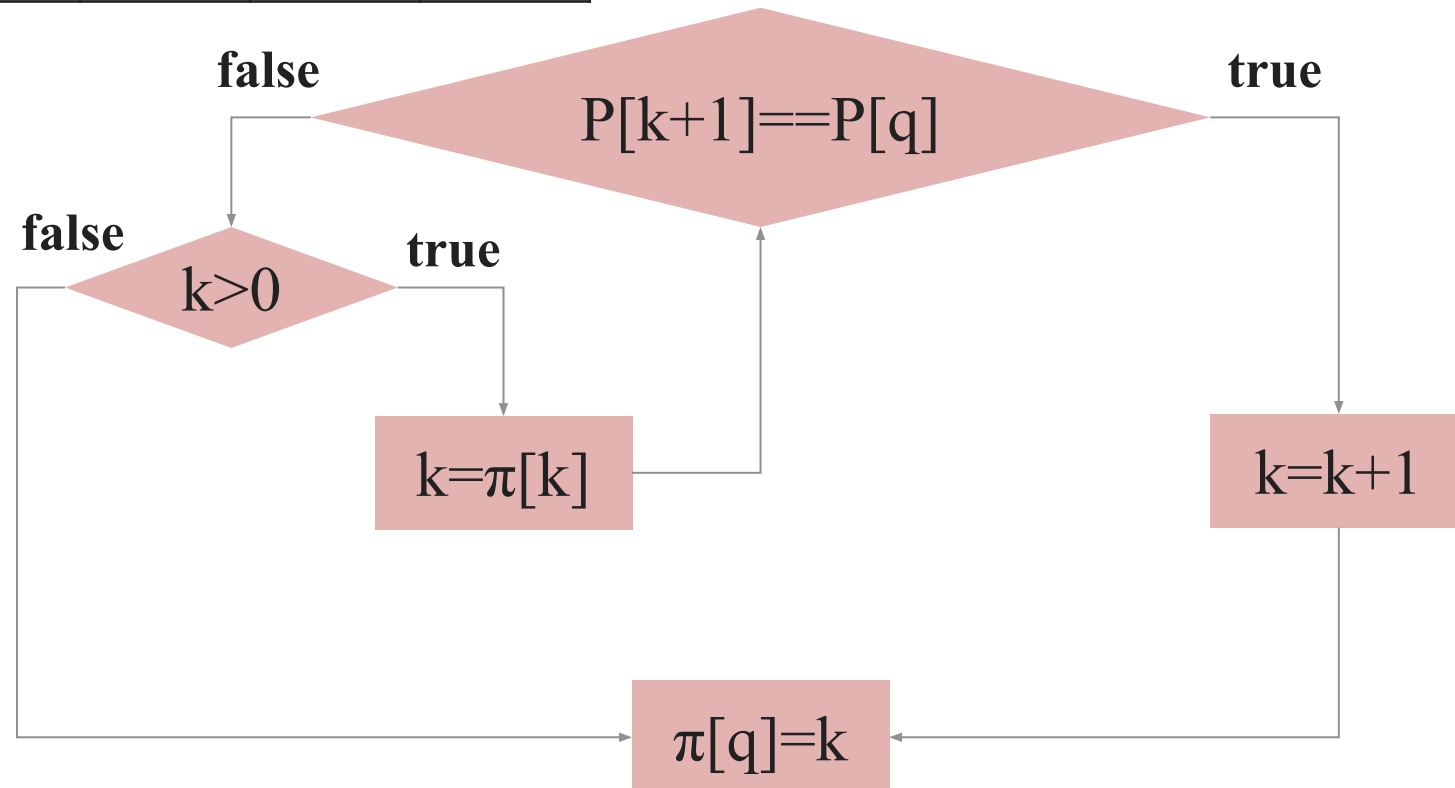 false
true
P[k+1]==P[q]
false
true
k>0
k=π[k]
k=k+1
π[q]=k